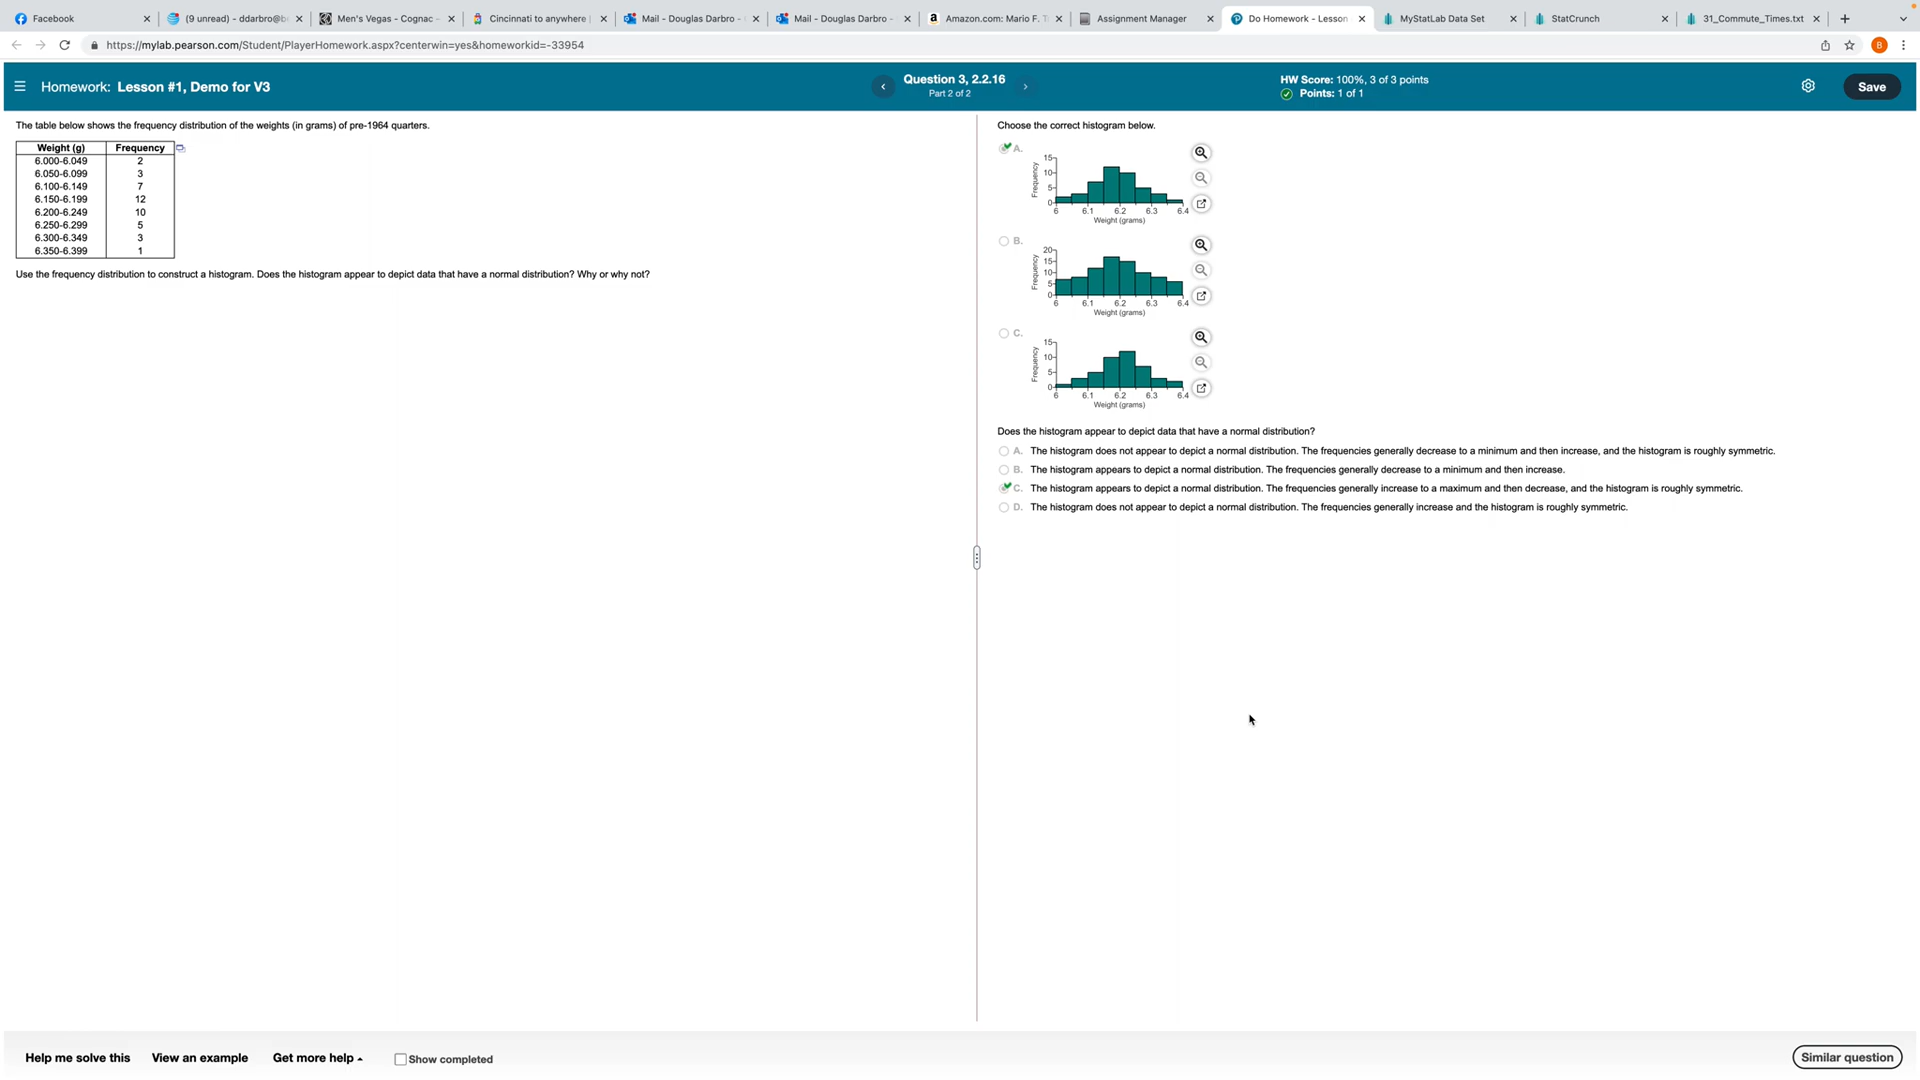 Facebook
(9 unread) - ddarbro@b
Men's Vegas - Cognac -
Cincinnati to anywhere |
Mail - Douglas Darbro -
Mail - Douglas Darbro -
Amazon.com: Mario F. T
Assignment Manager
Do Homework - Lesson
MyStatLab Data Set
StatCrunch
31_Commute_Times.txt
https://mylab.pearson.com/Student/PlayerHomework.aspx?centerwin=yes&homeworkid=-33954
B
Homework: Lesson #1, Demo for V3
Question 3, 2.2.16
Part 2 of 2
HW Score: 100%, 3 of 3 points
Points: 1 of 1
Save
The table below shows the frequency distribution of the weights (in grams) of pre-1964 quarters.
Weight (g) Frequency
6.000-6.049 2
6.050-6.099 3
6.100-6.149 7
6.150-6.199 12
6.200-6.249 10
6.250-6.299 5
6.300-6.349 3
6.350-6.399 1
Use the frequency distribution to construct a histogram. Does the histogram appear to depict data that have a normal distribution? Why or why not?
Choose the correct histogram below.
A.
Frequency
15
10
5
0
6 6.1 6.2 6.3 6.4
Weight (grams)
B.
Frequency
20
15
10
5
0
6 6.1 6.2 6.3 6.4
Weight (grams)
C.
Frequency
15
10
5
0
6 6.1 6.2 6.3 6.4
Weight (grams)
Does the histogram appear to depict data that have a normal distribution?
A. The histogram does not appear to depict a normal distribution. The frequencies generally decrease to a minimum and then increase, and the histogram is roughly symmetric.
B. The histogram appears to depict a normal distribution. The frequencies generally decrease to a minimum and then increase.
C. The histogram appears to depict a normal distribution. The frequencies generally increase to a maximum and then decrease, and the histogram is roughly symmetric.
D. The histogram does not appear to depict a normal distribution. The frequencies generally increase and the histogram is roughly symmetric.
Help me solve this
View an example
Get more help
Show completed
Similar question